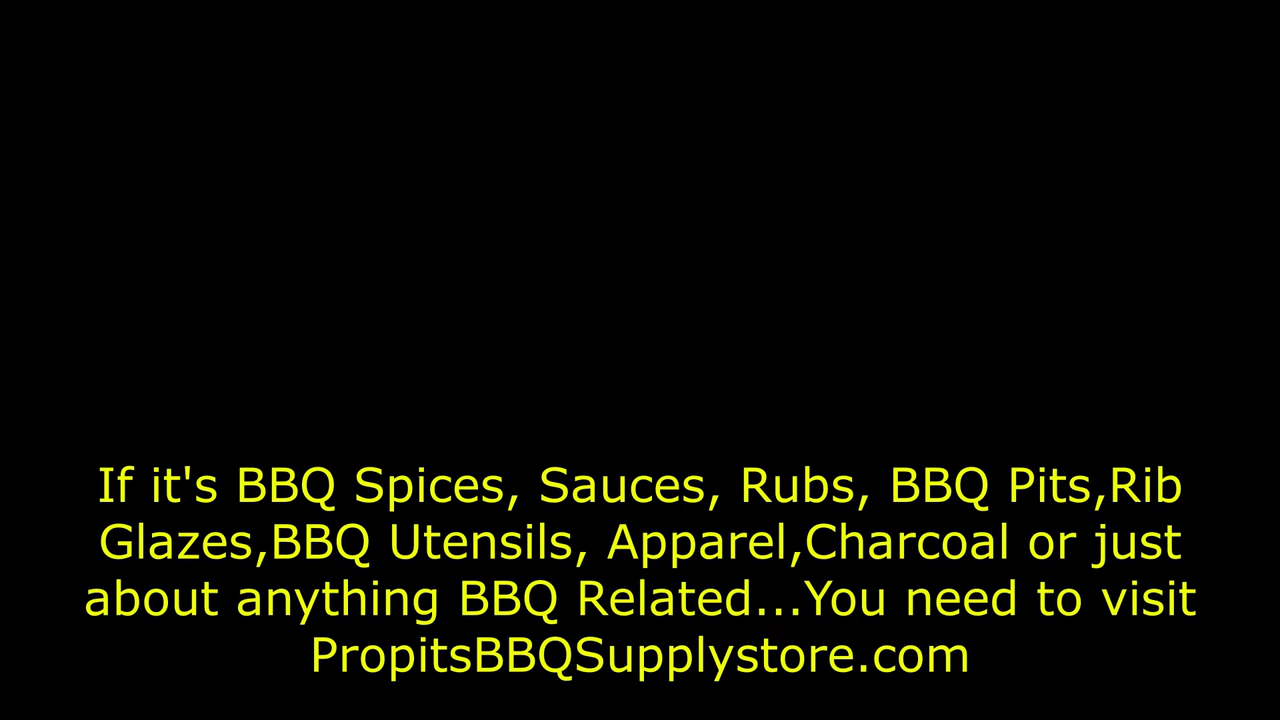 If it's BBQ Spices, Sauces, Rubs, BBQ Pits,Rib
Glazes,BBQ Utensils, Apparel,Charcoal or just
about anything BBQ Related...You need to visit
PropitsBBQSupplystore.com